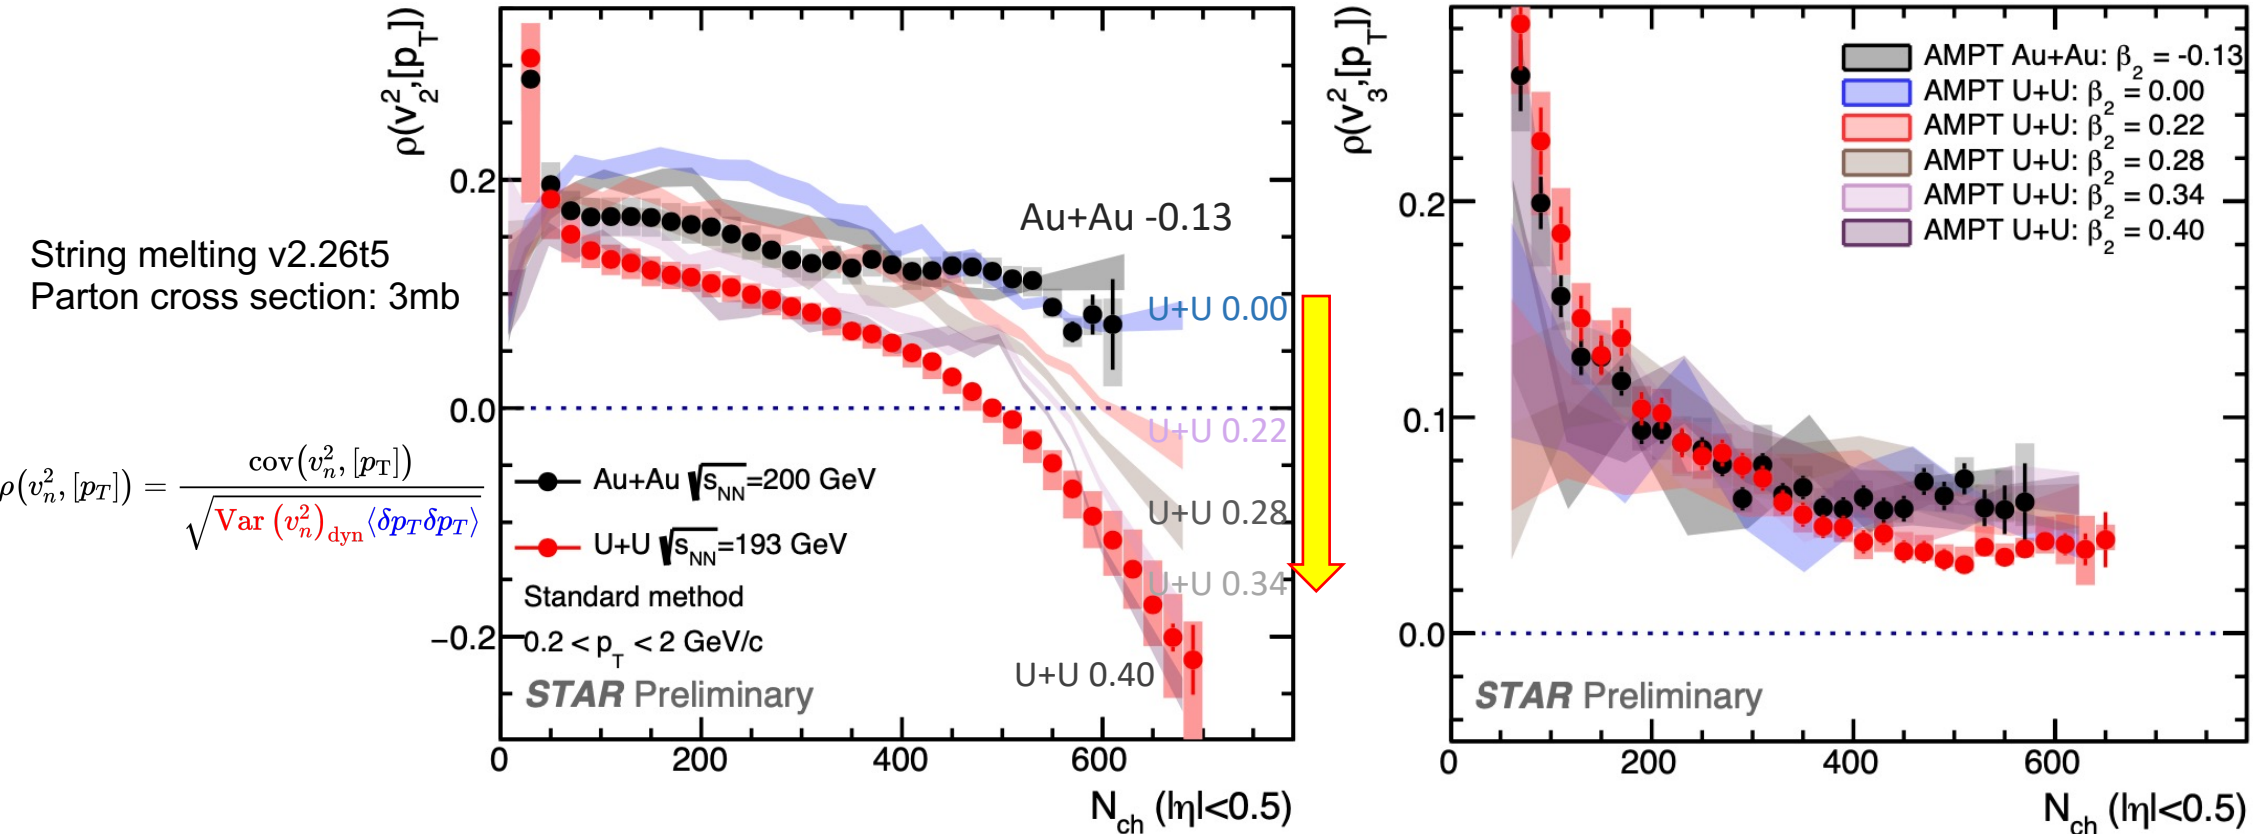 String melting v2.26t5
Parton cross section: 3mb
ρ(v_n^2, [p_T]) = cov(v_n^2, [p_T]) / √(Var (v_n^2)_dyn ⟨δp_T δp_T⟩)
ρ(v_2^2,[p_T])
0.2
0.0
−0.2
Au+Au -0.13
U+U 0.00
U+U 0.22
U+U 0.28
U+U 0.34
U+U 0.40
Au+Au √s_NN=200 GeV
U+U √s_NN=193 GeV
Standard method
0.2 < p_T < 2 GeV/c
STAR Preliminary
0 200 400 600
N_ch (|η|<0.5)
ρ(v_3^2,[p_T])
0.2
0.1
0.0
AMPT Au+Au: β_2 = -0.13
AMPT U+U: β_2 = 0.00
AMPT U+U: β_2 = 0.22
AMPT U+U: β_2 = 0.28
AMPT U+U: β_2 = 0.34
AMPT U+U: β_2 = 0.40
STAR Preliminary
0 200 400 600
N_ch (|η|<0.5)